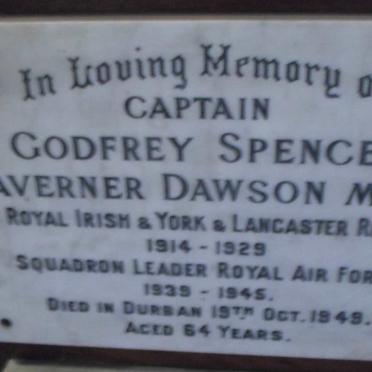 In Loving Memory o
CAPTAIN
GODFREY SPENCE
AVERNER DAWSON M
ROYAL IRISH & YORK & LANCASTER R
1914 - 1929
SQUADRON LEADER ROYAL AIR FOR
1939 - 1945.
DIED IN DURBAN 19TH OCT. 1949.
AGED 64 YEARS.